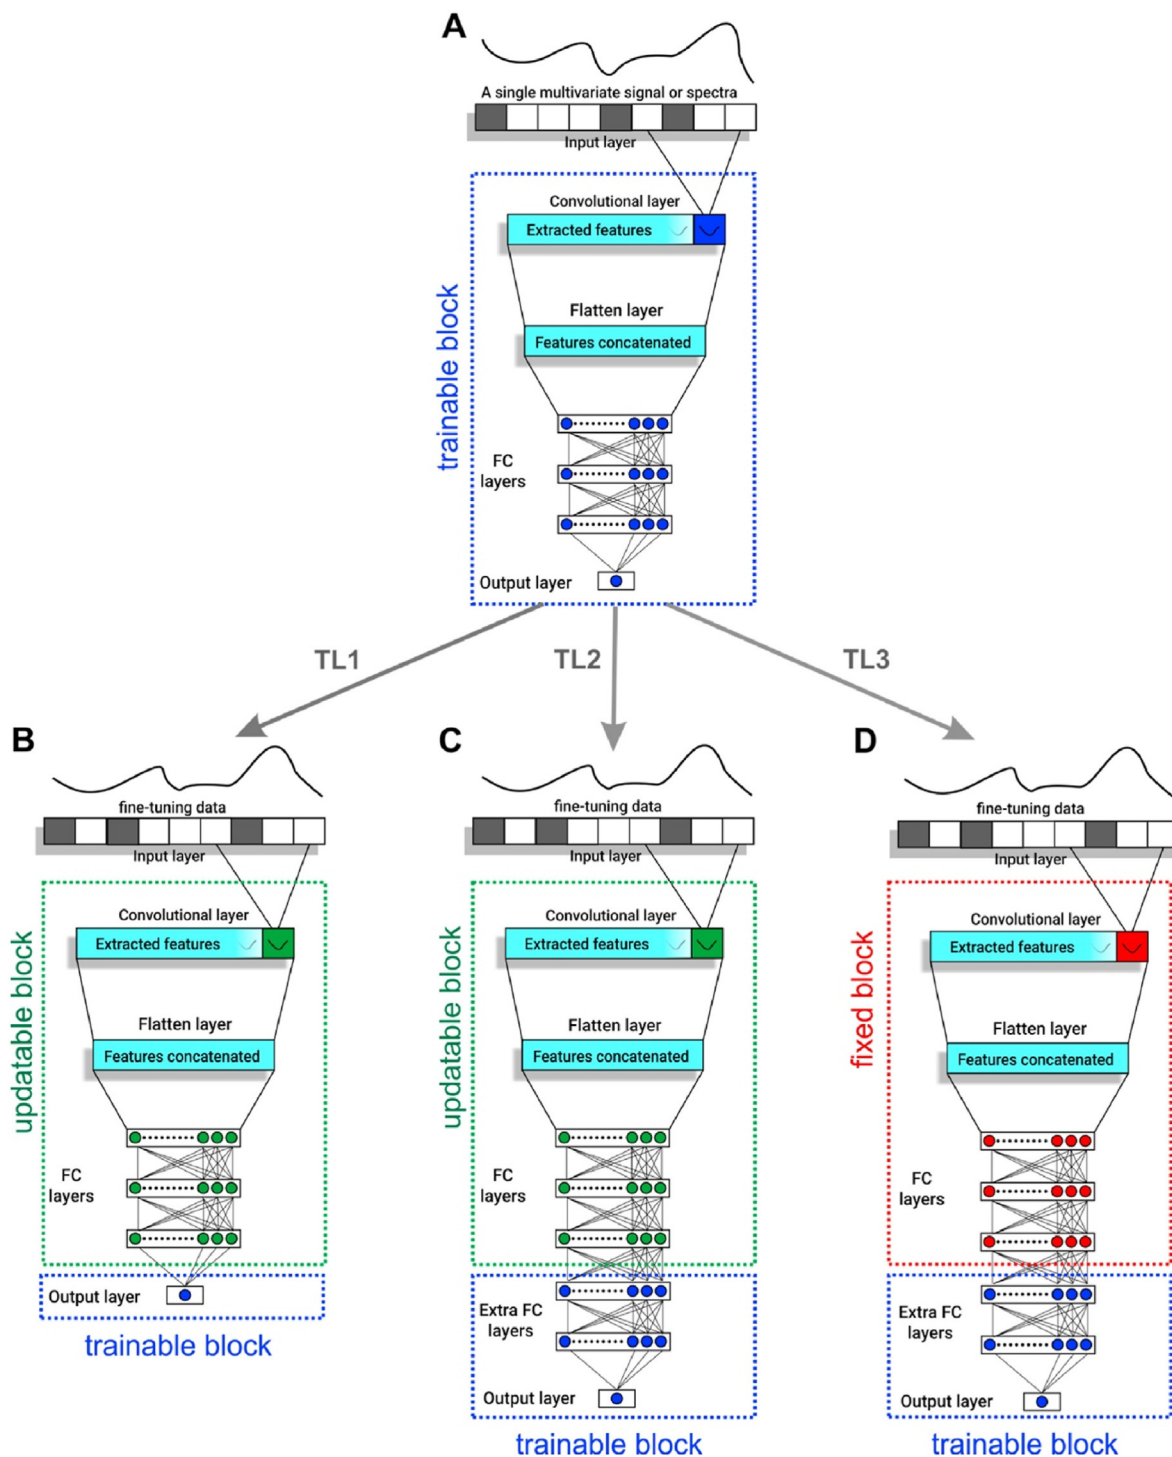 A
A single multivariate signal or spectra
Input layer
Convolutional layer
Extracted features
trainable block
Flatten layer
Features concatenated
FC
layers
Output layer
TL1
TL2
TL3
B
fine-tuning data
Input layer
Convolutional layer
Extracted features
updatable block
Flatten layer
Features concatenated
FC
layers
Output layer
trainable block
C
fine-tuning data
Input layer
Convolutional layer
Extracted features
updatable block
Flatten layer
Features concatenated
FC
layers
Extra FC
layers
Output layer
trainable block
D
fine-tuning data
Input layer
Convolutional layer
Extracted features
fixed block
Flatten layer
Features concatenated
FC
layers
Extra FC
layers
Output layer
trainable block